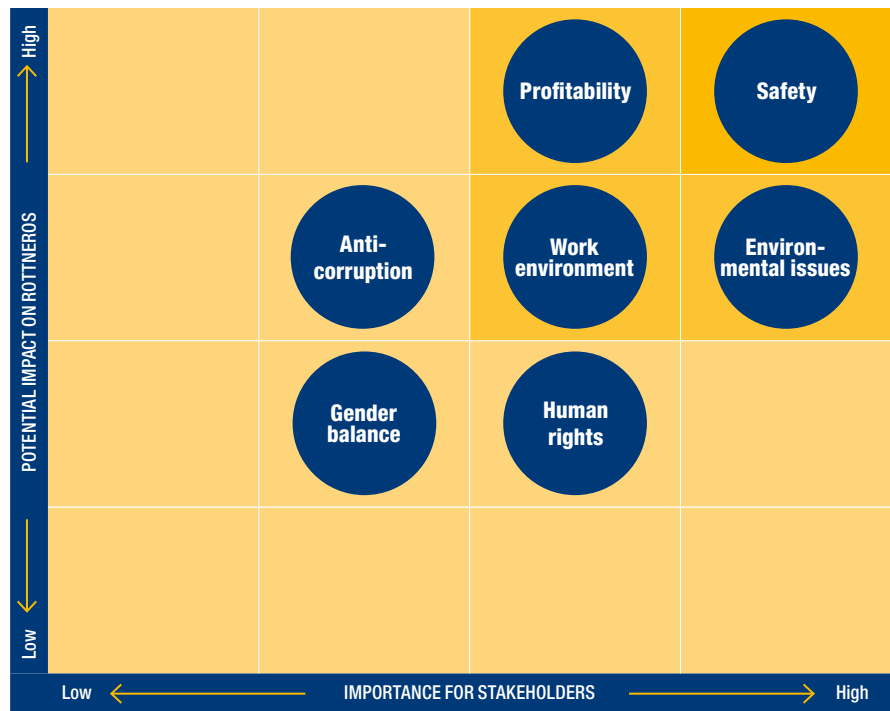 High
POTENTIAL IMPACT ON ROTTNEROS
Low
Profitability
Safety
Anti-
corruption
Work
environment
Environ-
mental issues
Gender
balance
Human
rights
Low
IMPORTANCE FOR STAKEHOLDERS
High